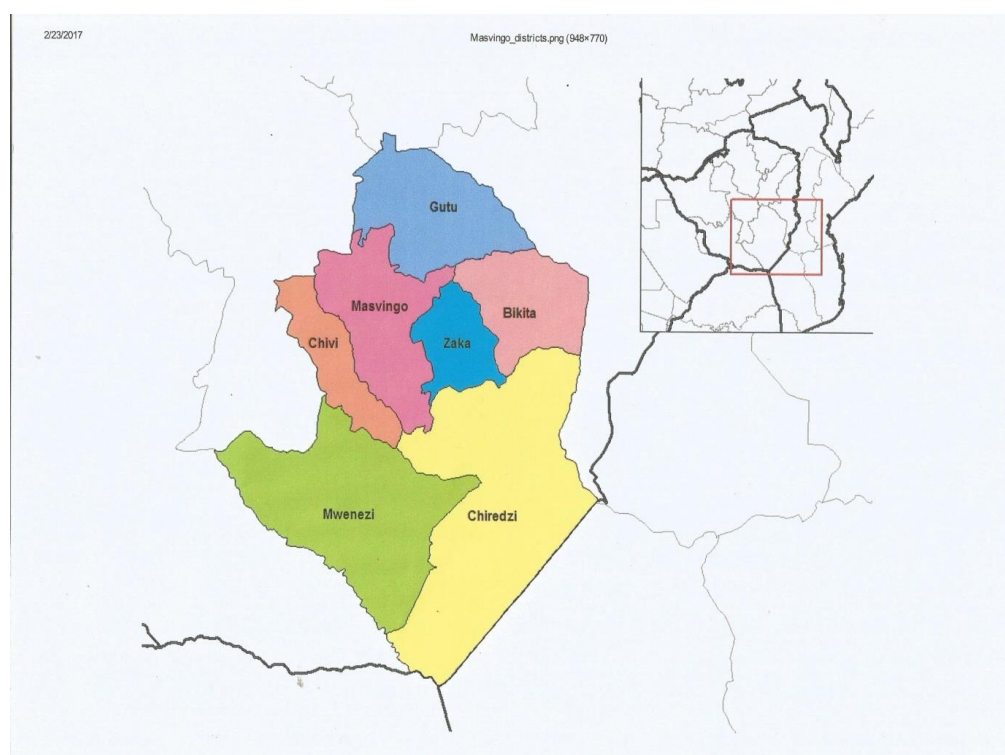 2/23/2017
Masvingo_districts.png (948×770)
Gutu
Masvingo
Bikita
Chivi
Zaka
Mwenezi
Chiredzi